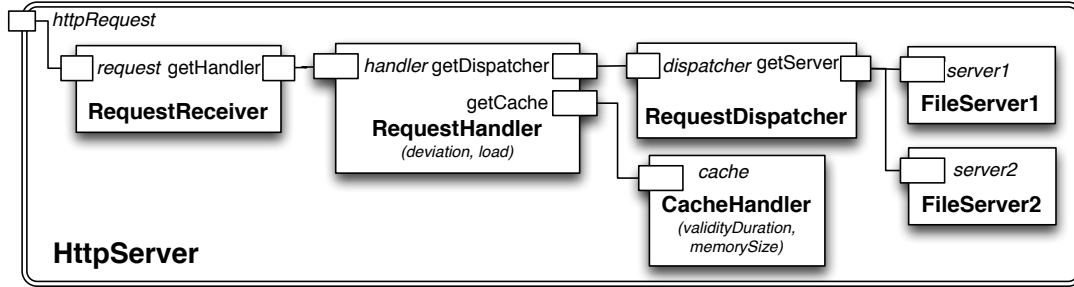 httpRequest
request getHandler
RequestReceiver
handler getDispatcher
getCache
RequestHandler
(deviation, load)
dispatcher getServer
RequestDispatcher
server1
FileServer1
server2
FileServer2
cache
CacheHandler
(validityDuration,
memorySize)
HttpServer